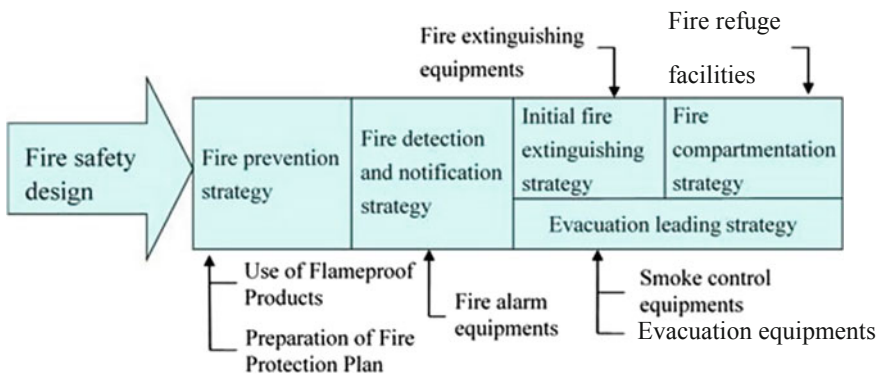 Fire extinguishing
equipments
Fire refuge
facilities
Fire safety
design
Fire prevention
strategy
Fire detection
and notification
strategy
Initial fire
extinguishing
strategy
Fire
compartmentation
strategy
Evacuation leading strategy
Use of Flameproof
Products
Preparation of Fire
Protection Plan
Fire alarm
equipments
Smoke control
equipments
Evacuation equipments